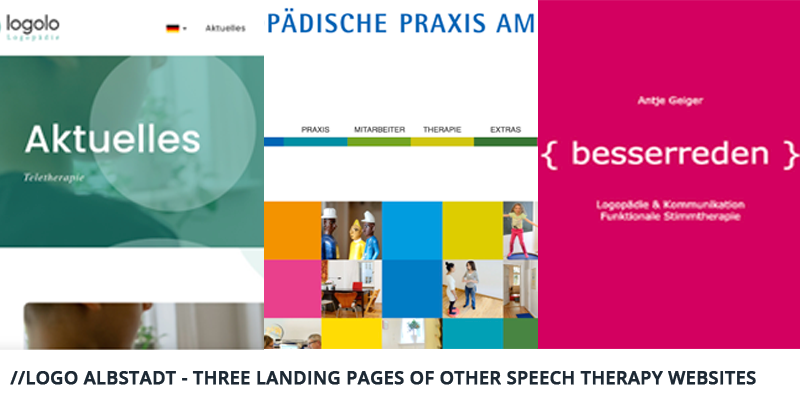 logolo
Logopädie
Aktuelles
Aktuelles
Teletherapie
PÄDISCHE PRAXIS AM
PRAXIS MITARBEITER THERAPIE EXTRAS
Antje Geiger
{ besserreden }
Logopädie & Kommunikation
Funktionale Stimmtherapie
//LOGO ALBSTADT - THREE LANDING PAGES OF OTHER SPEECH THERAPY WEBSITES